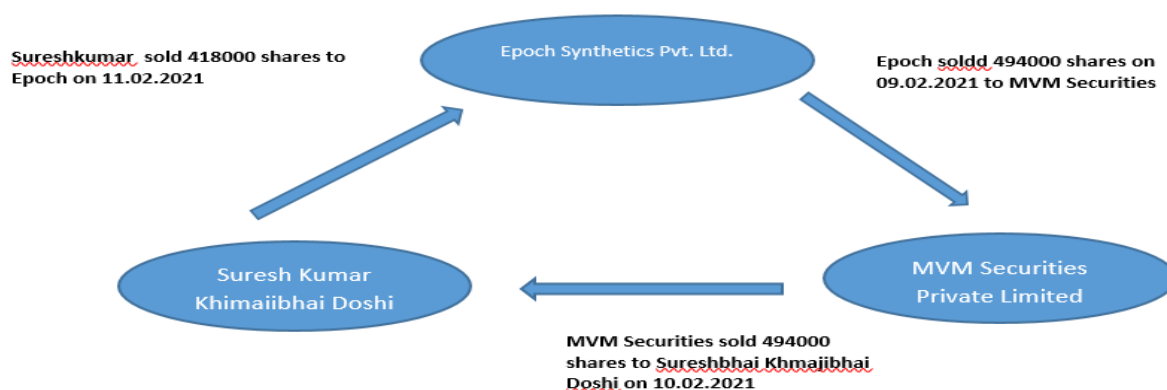 Sureshkumar sold 418000 shares to
Epoch on 11.02.2021
Epoch Synthetics Pvt. Ltd.
Epoch soldd 494000 shares on
09.02.2021 to MVM Securities
Suresh Kumar
Khimaiibhai Doshi
MVM Securities
Private Limited
MVM Securities sold 494000
shares to Sureshbhai Khmajibhai
Doshi on 10.02.2021